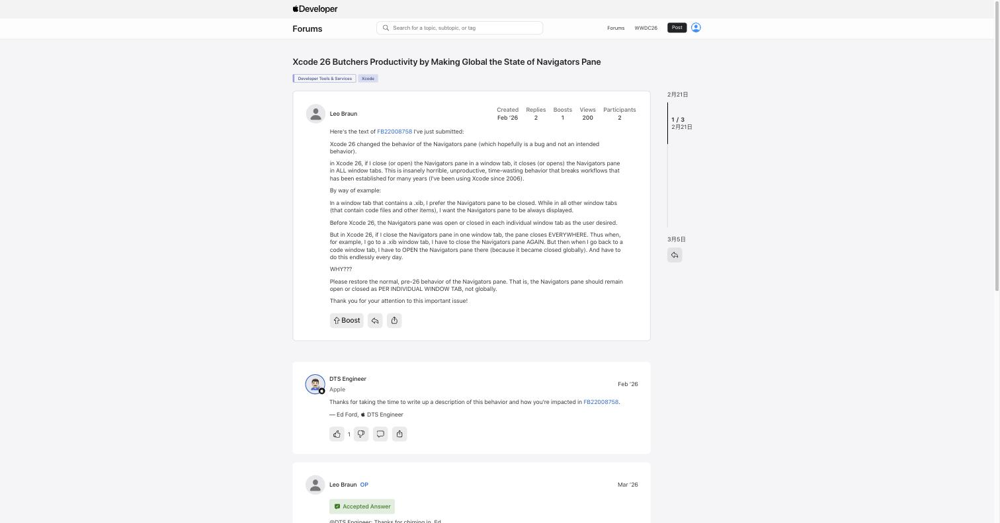 Developer
Forums
Search for a topic, subtopic, or tag
Forums
WWDC26
Post
Xcode 26 Butchers Productivity by Making Global the State of Navigators Pane
Developer Tools & Services
Xcode
Leo Braun
Created
Feb '26
Replies
2
Boosts
1
Views
200
Participants
2
Here's the text of FB22008758 I've just submitted:
Xcode 26 changed the behavior of the Navigators pane (which hopefully is a bug and not an intended
behavior).
in Xcode 26, if I close (or open) the Navigators pane in a window tab, it closes (or opens) the Navigators pane
in ALL window tabs. This is insanely horrible, unproductive, time-wasting behavior that breaks workflows that
has been established for many years (I've been using Xcode since 2006).
By way of example:
In a window tab that contains a .xib, I prefer the Navigators pane to be closed. While in all other window tabs
(that contain code files and other items), I want the Navigators pane to be always displayed.
Before Xcode 26, the Navigators pane was open or closed in each individual window tab as the user desired.
But in Xcode 26, if I close the Navigators pane in one window tab, the pane closes EVERYWHERE. Thus when,
for example, I go to a .xib window tab, I have to close the Navigators pane AGAIN. But then when I go back to a
code window tab, I have to OPEN the Navigators pane there (because it became closed globally). And have to
do this endlessly every day.
WHY???
Please restore the normal, pre-26 behavior of the Navigators pane. That is, the Navigators pane should remain
open or closed as PER INDIVIDUAL WINDOW TAB, not globally.
Thank you for your attention to this important issue!
Boost
2月21日
1 / 3
2月21日
3月5日
DTS Engineer
Apple
Feb '26
Thanks for taking the time to write up a description of this behavior and how you're impacted in FB22008758.
— Ed Ford,  DTS Engineer
1
Leo Braun OP
Mar '26
Accepted Answer
@DTS Engineer: Thanks for chiming in, Ed.